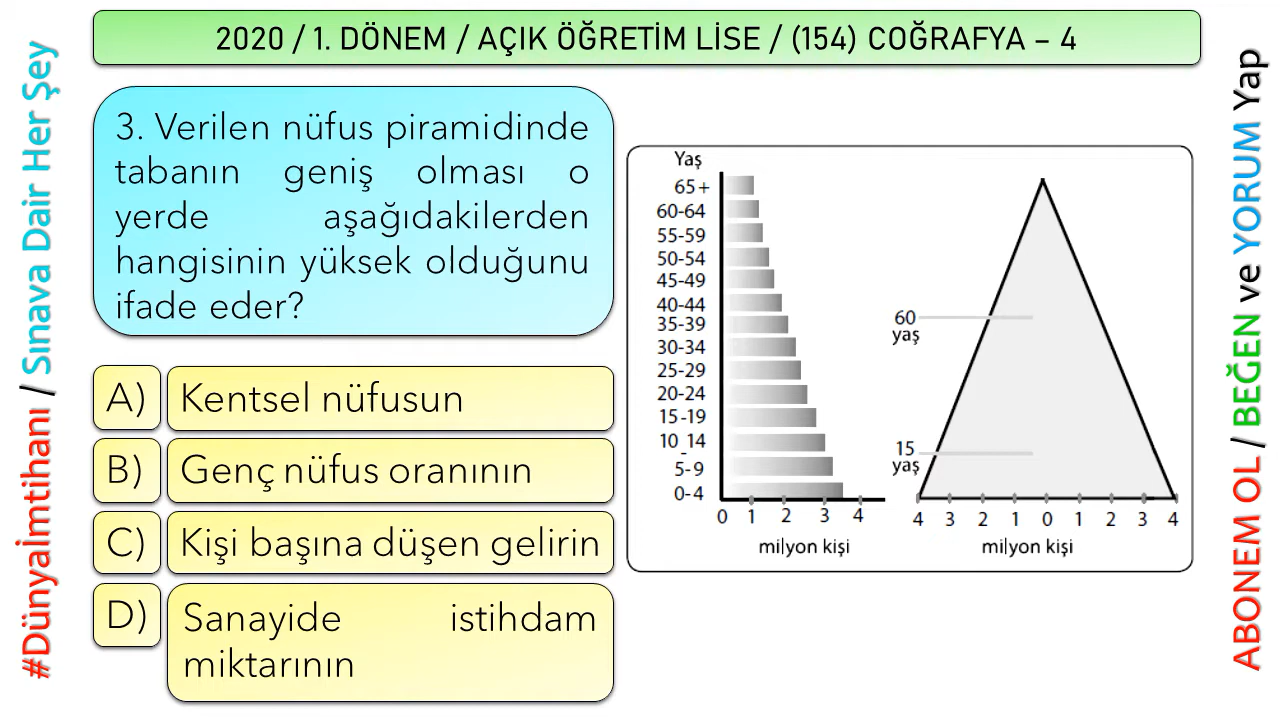 2020 / 1. DÖNEM / AÇIK ÖĞRETİM LİSE / (154) COĞRAFYA – 4
#Dünyaİmtihanı / Sınava Dair Her Şey
3. Verilen nüfus piramidinde
tabanın geniş olması o
yerde aşağıdakilerden
hangisinin yüksek olduğunu
ifade eder?
A) Kentsel nüfusun
B) Genç nüfus oranının
C) Kişi başına düşen gelirin
D) Sanayide istihdam
miktarının
Yaş
65+
60-64
55-59
50-54
45-49
40-44
35-39
30-34
25-29
20-24
15-19
10-14
5-9
0-4
0 1 2 3 4
milyon kişi
60
yaş
15
yaş
4 3 2 1 0 1 2 3 4
milyon kişi
ABONEM OL / BEĞEN ve YORUM Yap